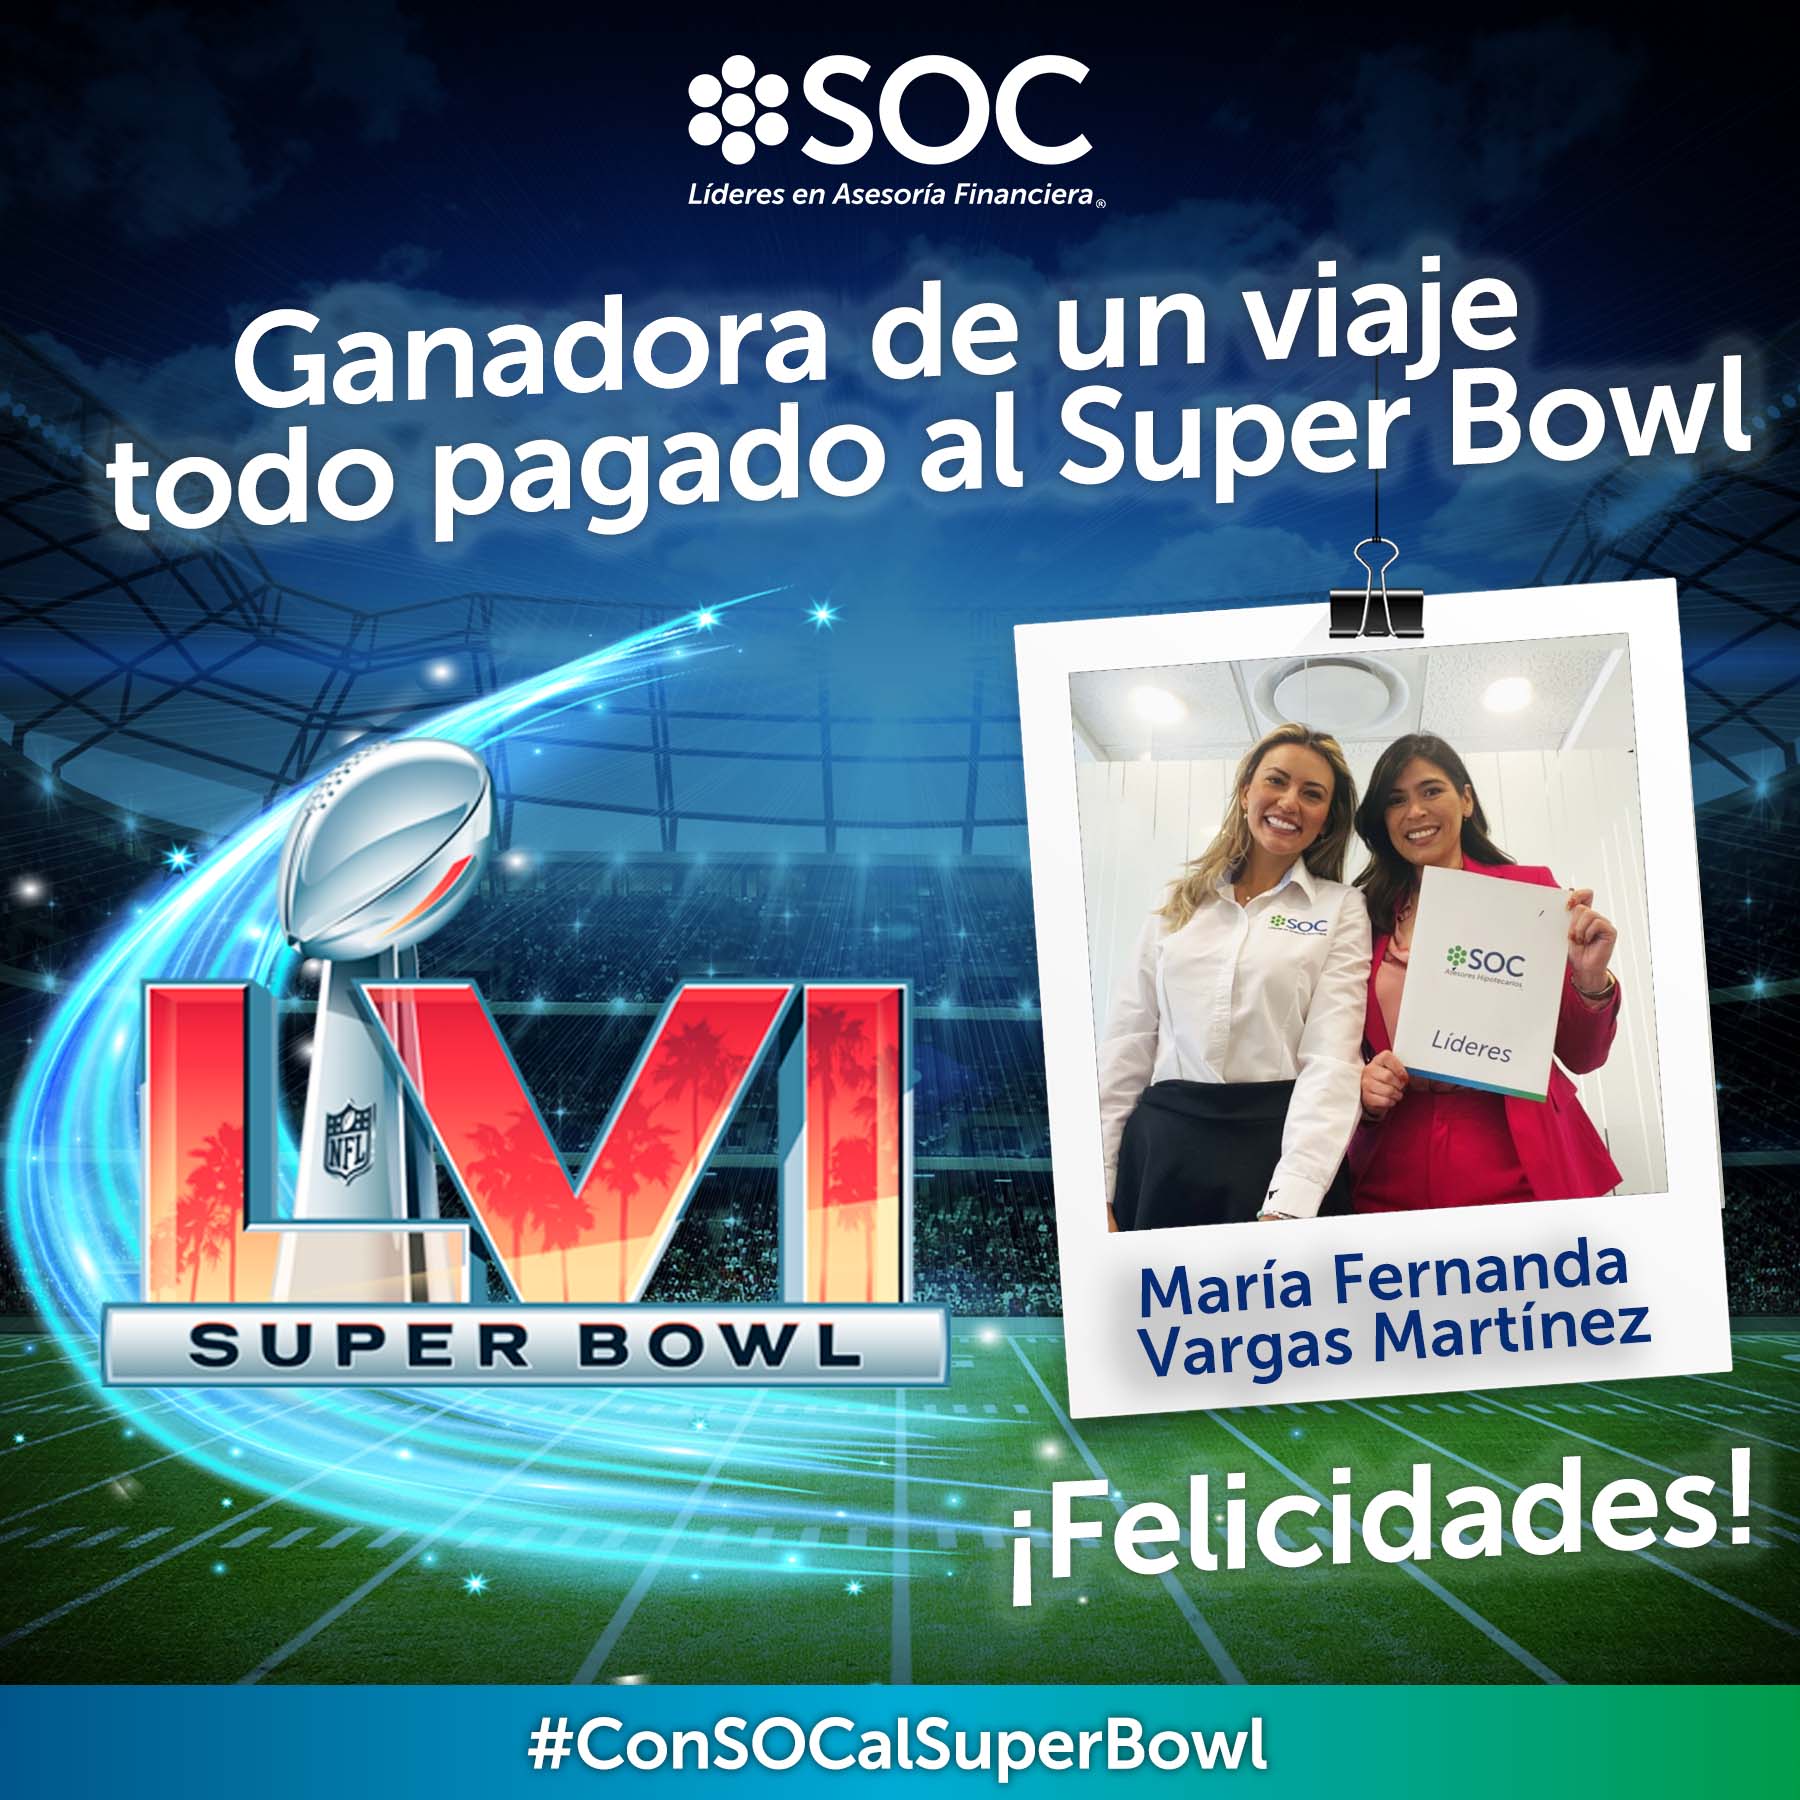 SOC
Líderes en Asesoría Financiera®
Ganadora de un viaje
todo pagado al Super Bowl
SOC
SOC
Asesores Hipotecarios
Líderes
NFL
LVI
SUPER BOWL
María Fernanda
Vargas Martínez
¡Felicidades!
#ConSOCalSuperBowl